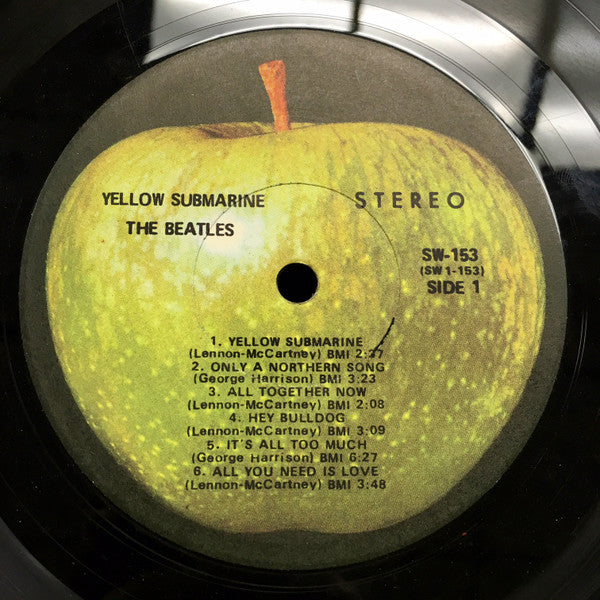 YELLOW SUBMARINE
STEREO
THE BEATLES
SW-153
(SW1-153)
SIDE 1
1. YELLOW SUBMARINE
(Lennon-McCartney) BMI 2:37
2. ONLY A NORTHERN SONG
(George Harrison) BMI 3:23
3. ALL TOGETHER NOW
(Lennon-McCartney) BMI 2:08
4. HEY BULLDOG
(Lennon-McCartney) BMI 3:09
5. IT'S ALL TOO MUCH
(George Harrison) BMI 6:27
6. ALL YOU NEED IS LOVE
(Lennon-McCartney) BMI 3:48